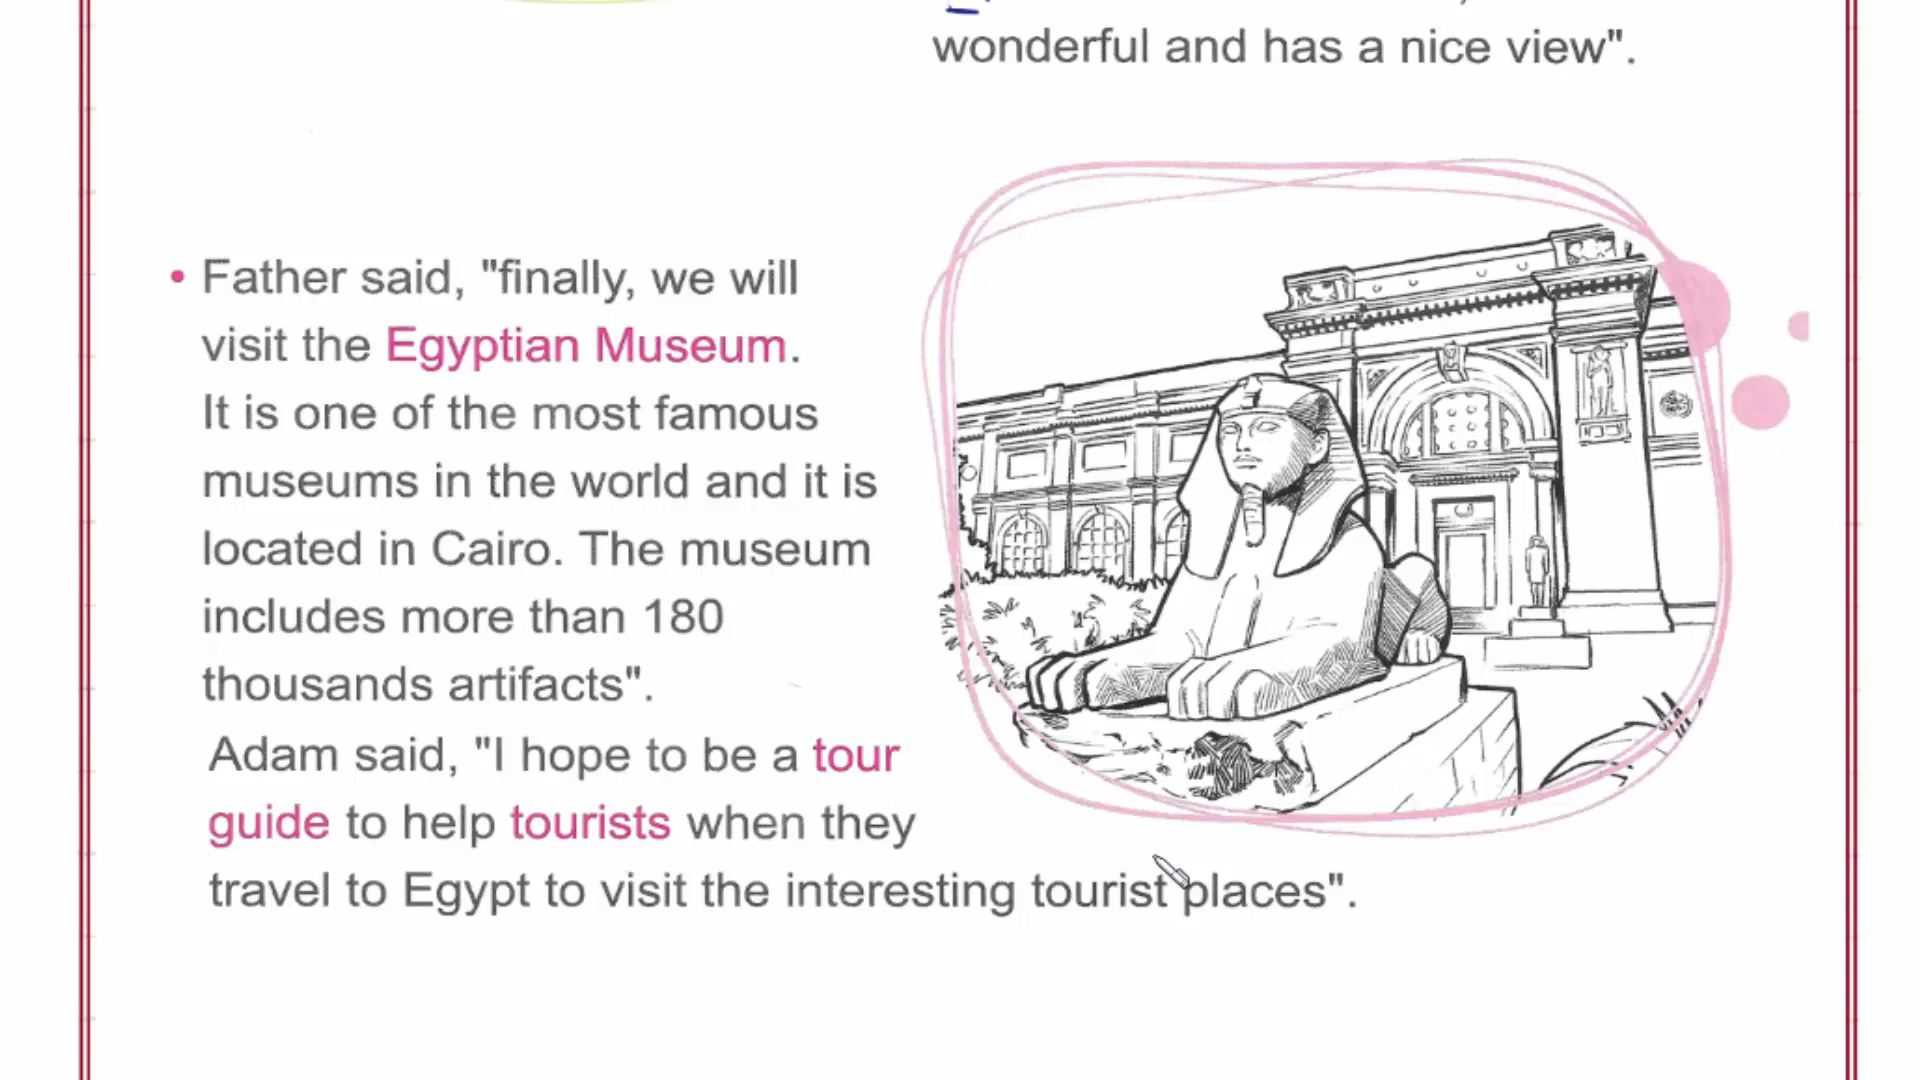 wonderful and has a nice view".
• Father said, "finally, we will
visit the Egyptian Museum.
It is one of the most famous
museums in the world and it is
located in Cairo. The museum
includes more than 180
thousands artifacts".
Adam said, "I hope to be a tour
guide to help tourists when they
travel to Egypt to visit the interesting tourist places".